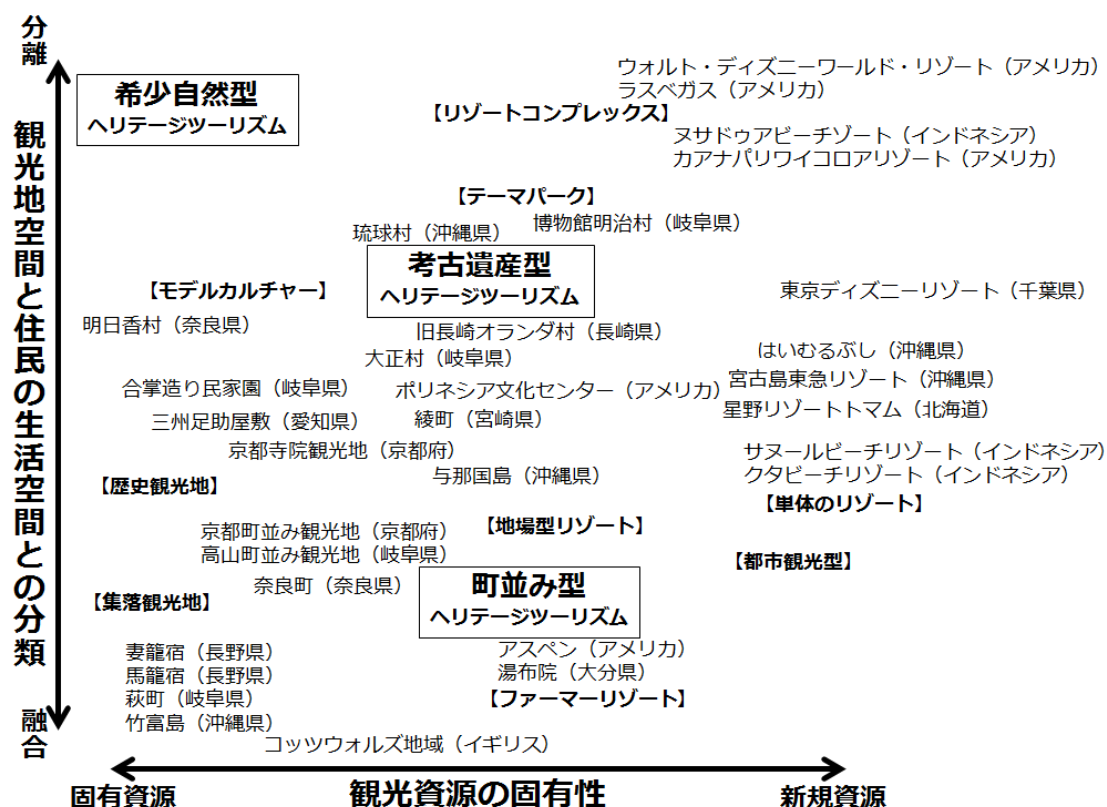 分離
観光地空間と住民の生活空間との分類
融合
希少自然型
ヘリテージツーリズム
ウォルト・ディズニーワールド・リゾート（アメリカ）
ラスベガス（アメリカ）
【リゾートコンプレックス】
ヌサドゥアビーチゾート（インドネシア）
カアナパリワイコロアリゾート（アメリカ）
【テーマパーク】
博物館明治村（岐阜県）
琉球村（沖縄県）
考古遺産型
ヘリテージツーリズム
【モデルカルチャー】
東京ディズニーリゾート（千葉県）
明日香村（奈良県）
旧長崎オランダ村（長崎県）
大正村（岐阜県）
はいむるぶし（沖縄県）
合掌造り民家園（岐阜県）
ポリネシア文化センター（アメリカ）
宮古島東急リゾート（沖縄県）
三州足助屋敷（愛知県）
綾町（宮崎県）
星野リゾートトマム（北海道）
京都寺院観光地（京都府）
サヌールビーチリゾート（インドネシア）
与那国島（沖縄県）
クタビーチリゾート（インドネシア）
【歴史観光地】
【単体のリゾート】
京都町並み観光地（京都府）
【地場型リゾート】
高山町並み観光地（岐阜県）
【都市観光型】
奈良町（奈良県）
町並み型
ヘリテージツーリズム
【集落観光地】
妻籠宿（長野県）
アスペン（アメリカ）
馬籠宿（長野県）
湯布院（大分県）
萩町（岐阜県）
【ファーマーリゾート】
竹富島（沖縄県）
コッツウォルズ地域（イギリス）
固有資源
観光資源の固有性
新規資源